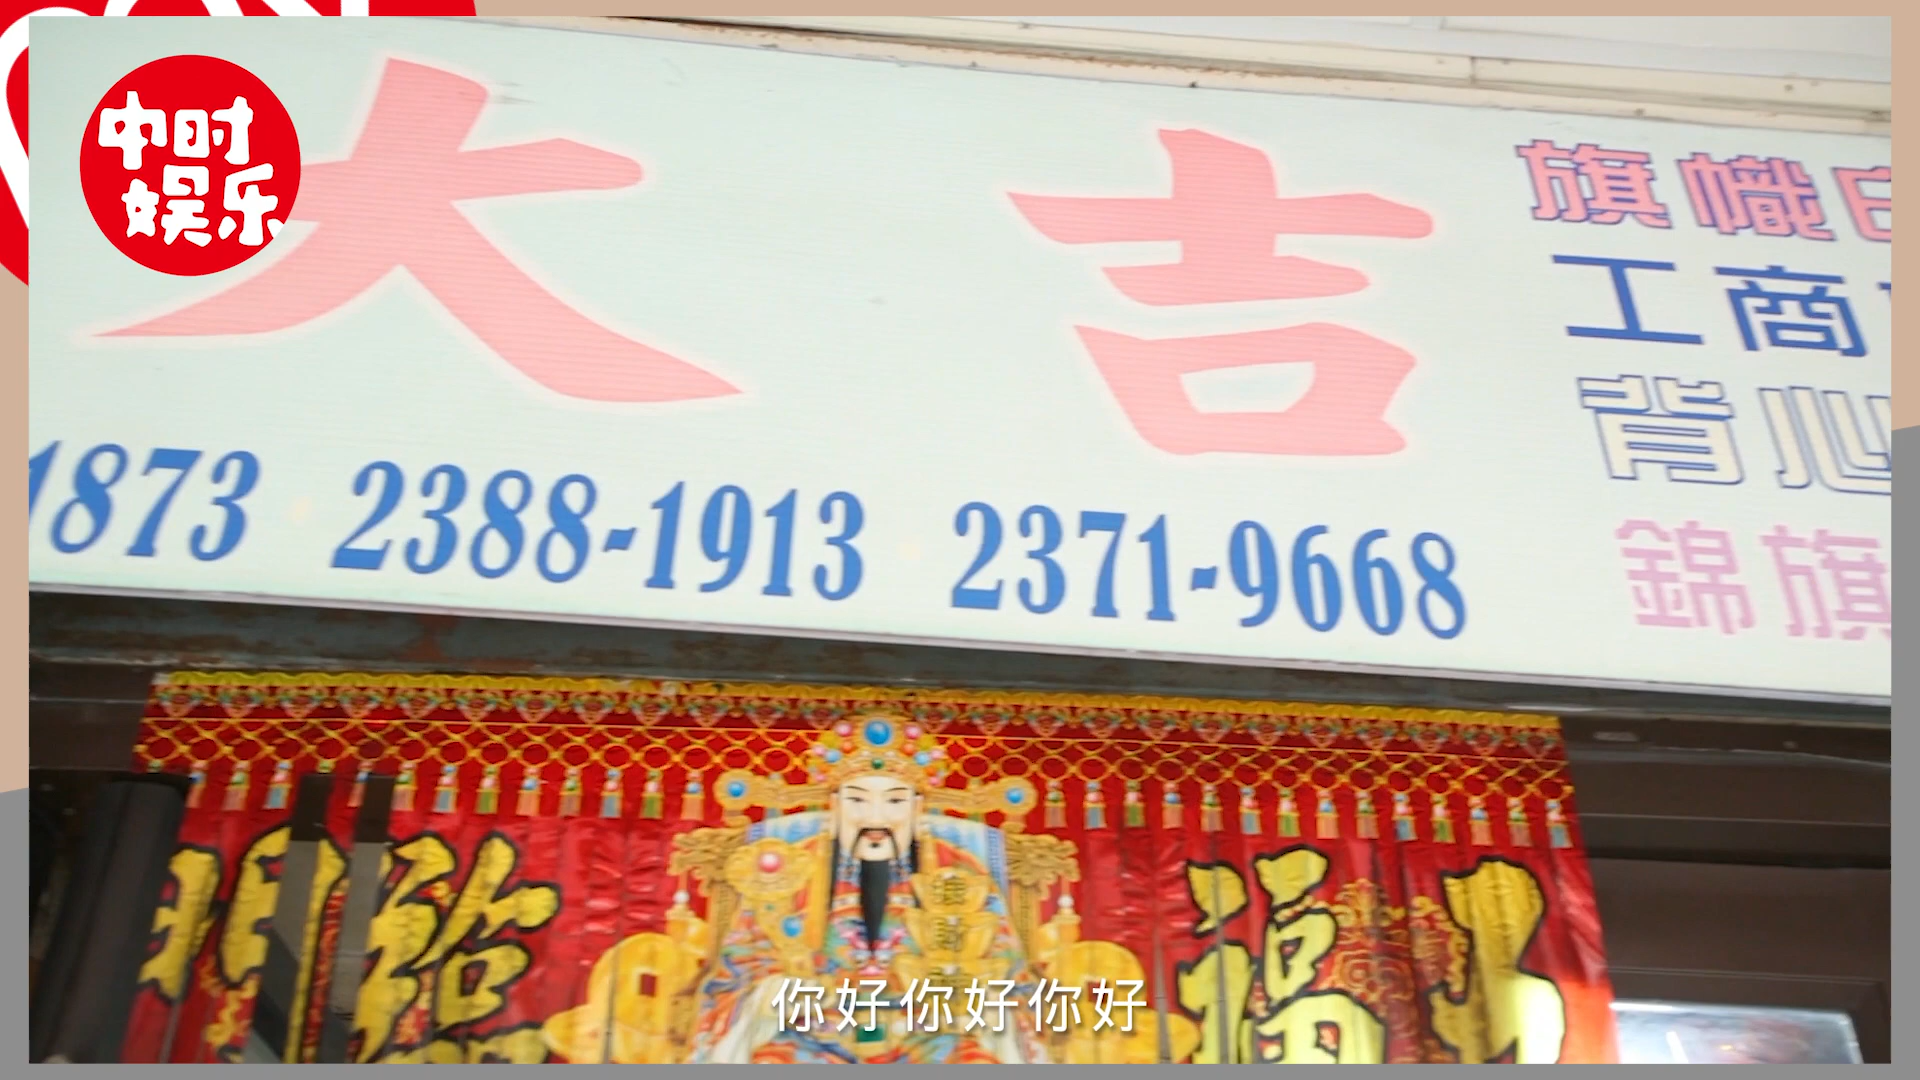 中时
娱乐
大吉
旗幟
工商
背心
錦旗
1873 2388-1913 2371-9668
福
你好你好你好